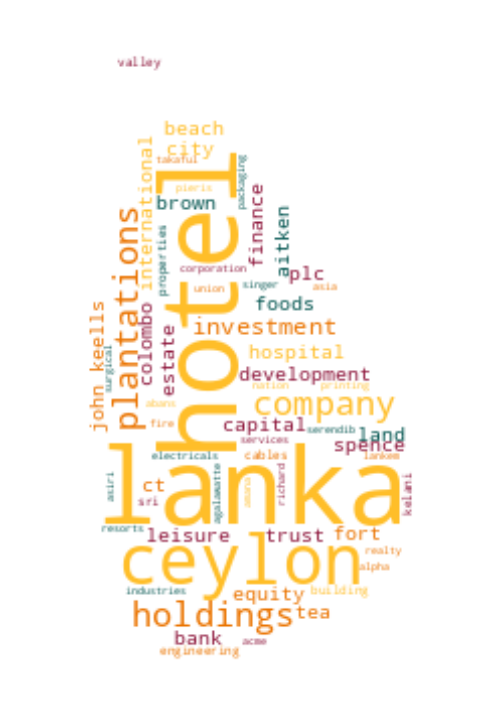 valley
beach
city
takaful
international
hotel
packaging
pieris
brown
finance
aitken
properties
plantations
corporation
plc
union
singer
asia
foods
john keells
surgical
colombo
estate
investment
hospital
development
nation
printing
abans
company
fire
capital
serendib
land
services
spence
lanka
electricals
cables
lankem
asiri
ct
sri
agalawatte
amana
richard
kelani
resorts
leisure
trust
fort
ceylon
realty
alpha
industries
equity
building
holdings
tea
bank
acme
engineering